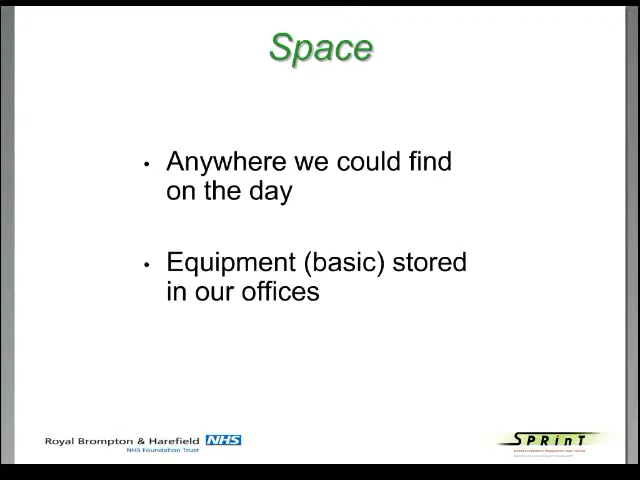 Space
• Anywhere we could find
on the day
• Equipment (basic) stored
in our offices
Royal Brompton & Harefield NHS
NHS Foundation Trust
SPRinT